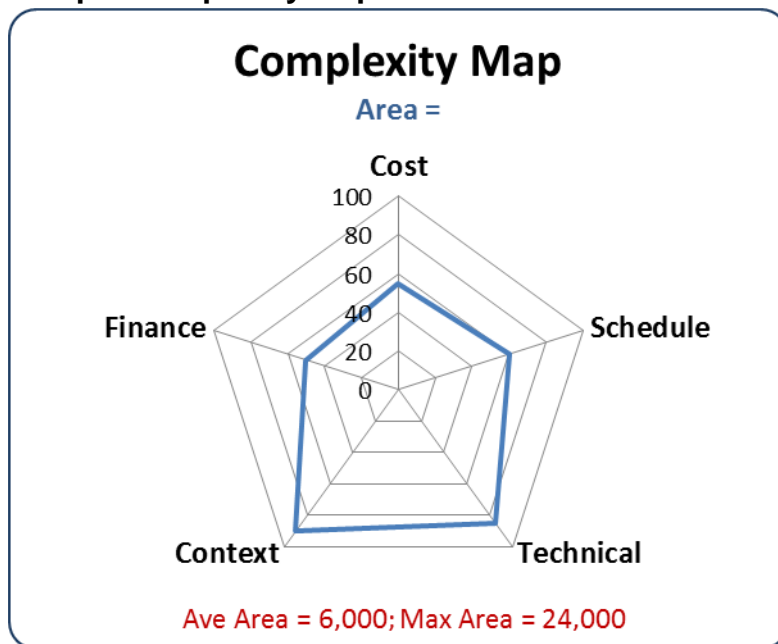 Complexity Map
Area =
Cost
100
80
60
40
20
0
Finance
Schedule
Context
Technical
Ave Area = 6,000; Max Area = 24,000